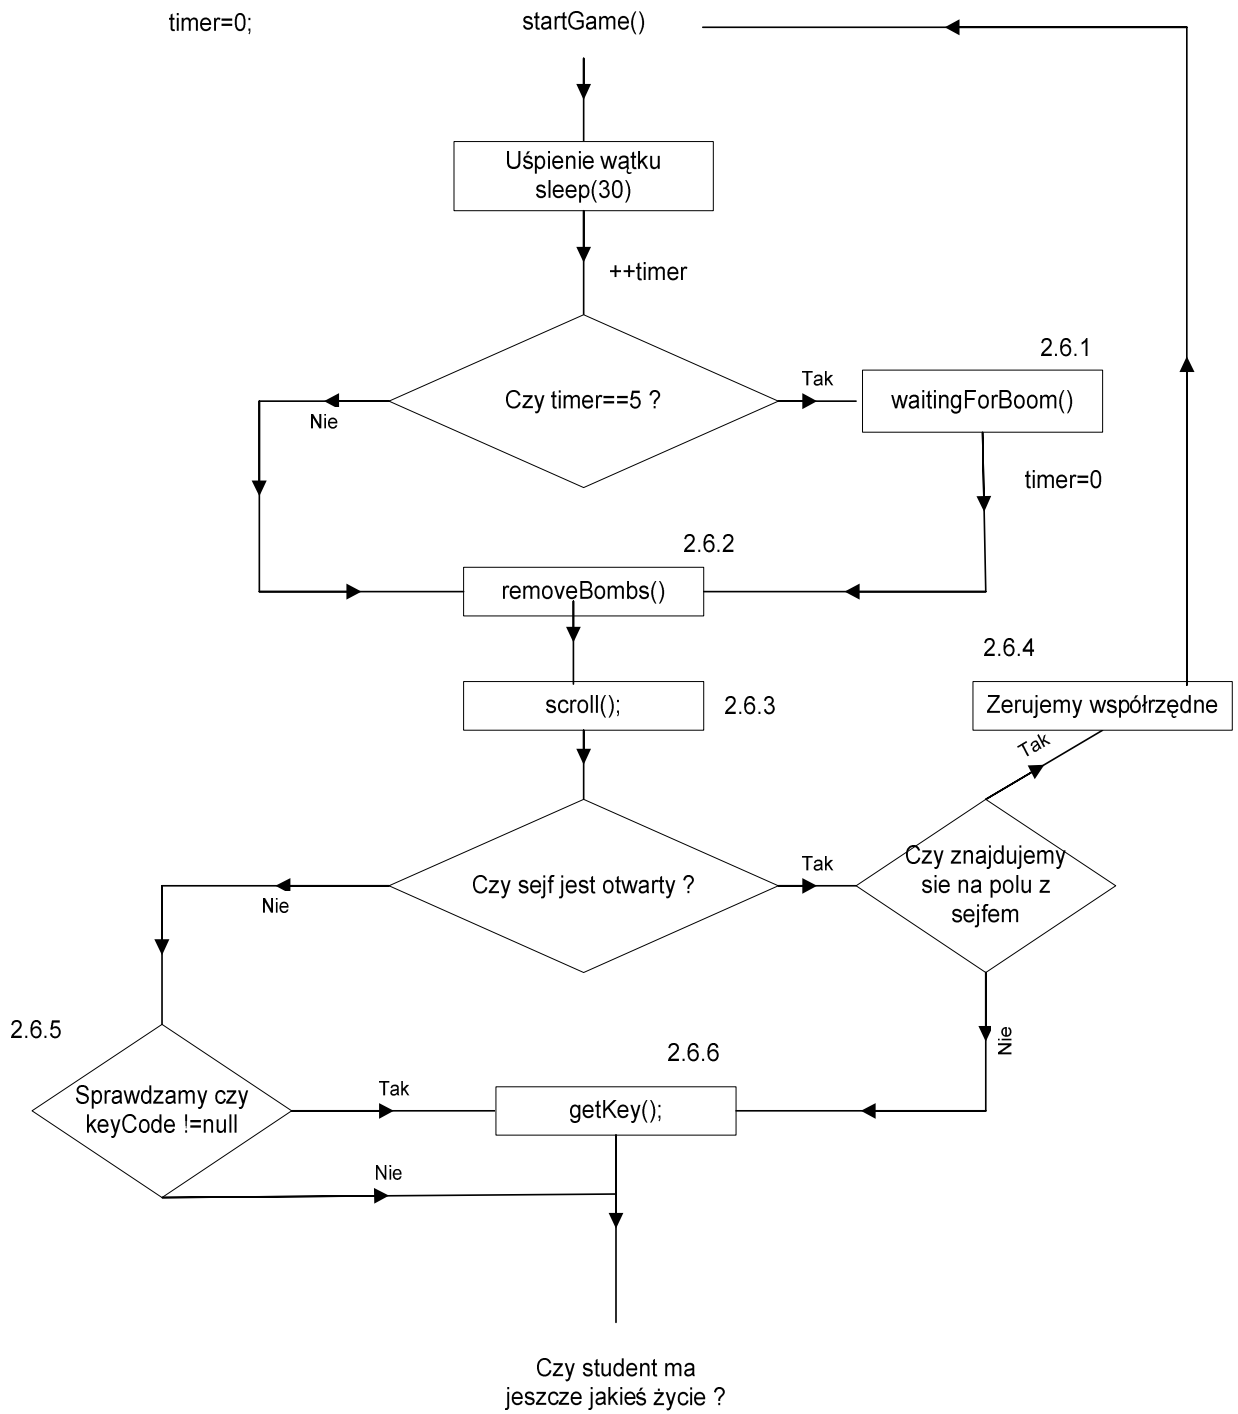 timer=0;
startGame()
Uśpienie wątku
sleep(30)
++timer
2.6.1
Czy timer==5 ?
Tak
waitingForBoom()
Nie
timer=0
2.6.2
removeBombs()
2.6.4
scroll();
2.6.3
Zerujemy współrzędne
Tak
Czy sejf jest otwarty ?
Tak
Czy znajdujemy
sie na polu z
sejfem
Nie
2.6.5
Nie
2.6.6
Sprawdzamy czy
keyCode !=null
Tak
getKey();
Nie
Czy student ma
jeszcze jakieś życie ?